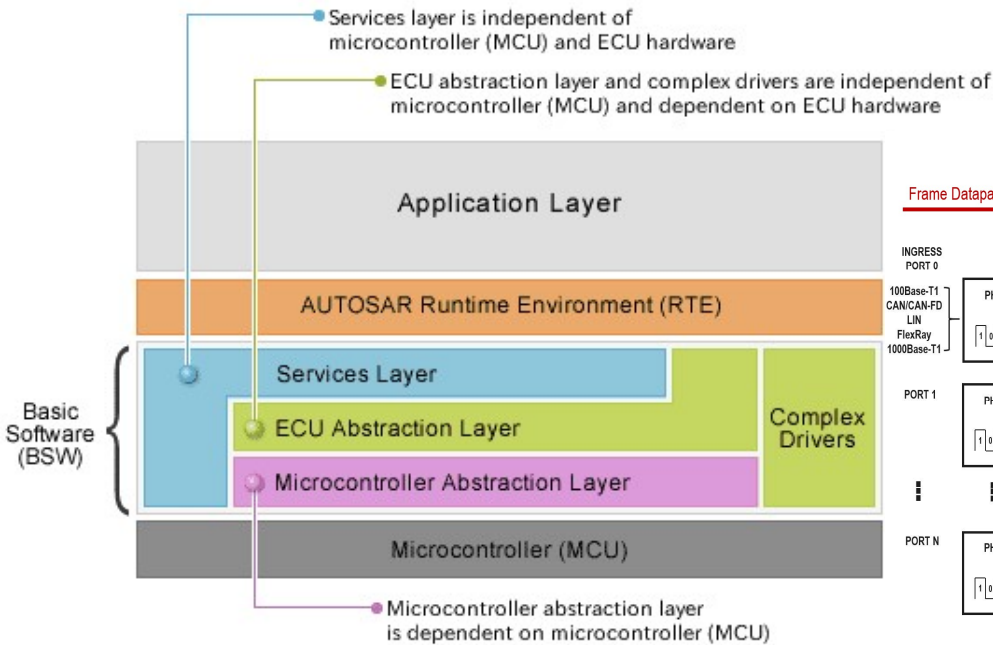 Services layer is independent of
microcontroller (MCU) and ECU hardware
ECU abstraction layer and complex drivers are independent of
microcontroller (MCU) and dependent on ECU hardware
Application Layer
AUTOSAR Runtime Environment (RTE)
Basic
Software
(BSW)
Services Layer
ECU Abstraction Layer
Microcontroller Abstraction Layer
Complex
Drivers
Microcontroller (MCU)
Microcontroller abstraction layer
is dependent on microcontroller (MCU)
Frame
INGRESS
PORT 0
100Base-T1
CAN/CAN-FD
LIN
FlexRay
1000Base-T1
PORT 1
PORT N